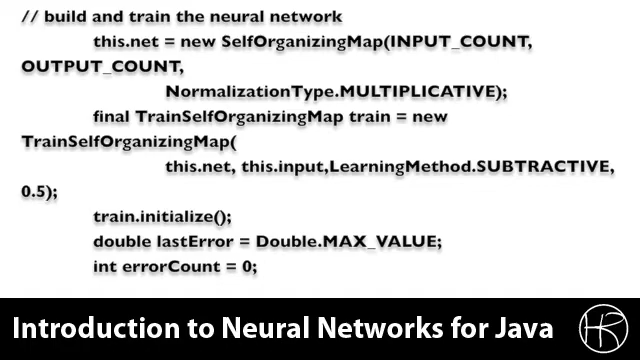 // build and train the neural network
this.net = new SelfOrganizingMap(INPUT_COUNT,
OUTPUT_COUNT,
NormalizationType.MULTIPLICATIVE);
final TrainSelfOrganizingMap train = new
TrainSelfOrganizingMap(
this.net, this.input,LearningMethod.SUBTRACTIVE,
0.5);
train.initialize();
double lastError = Double.MAX_VALUE;
int errorCount = 0;
Introduction to Neural Networks for Java